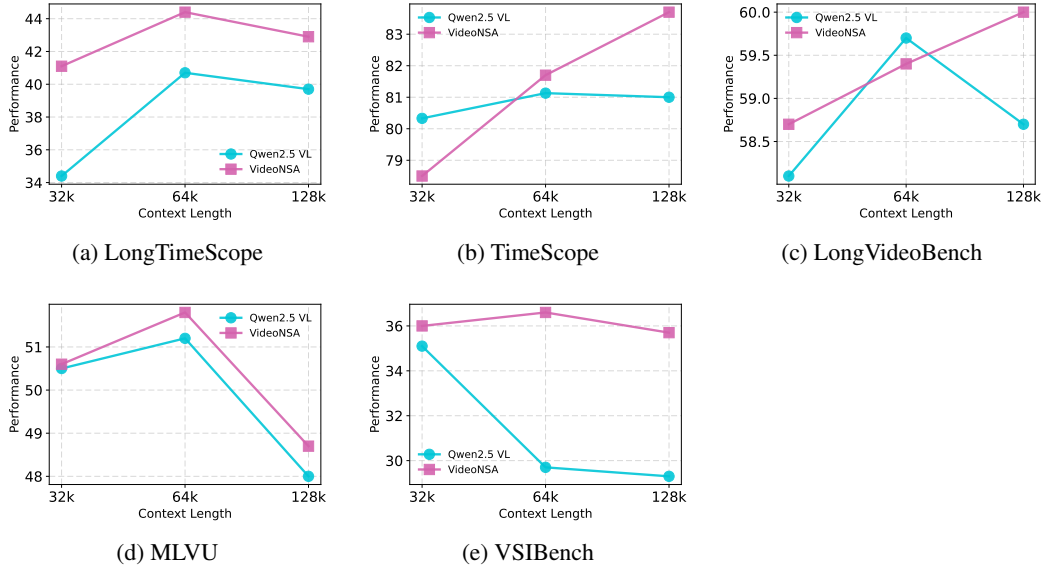 44
42
40
38
36
34
Performance
Qwen2.5 VL
VideoNSA
32k 64k 128k
Context Length
(a) LongTimeScope
83
82
81
80
79
Performance
Qwen2.5 VL
VideoNSA
32k 64k 128k
Context Length
(b) TimeScope
60.0
59.5
59.0
58.5
Performance
Qwen2.5 VL
VideoNSA
32k 64k 128k
Context Length
(c) LongVideoBench
51
50
49
48
Performance
Qwen2.5 VL
VideoNSA
32k 64k 128k
Context Length
(d) MLVU
36
34
32
30
Performance
Qwen2.5 VL
VideoNSA
32k 64k 128k
Context Length
(e) VSIBench